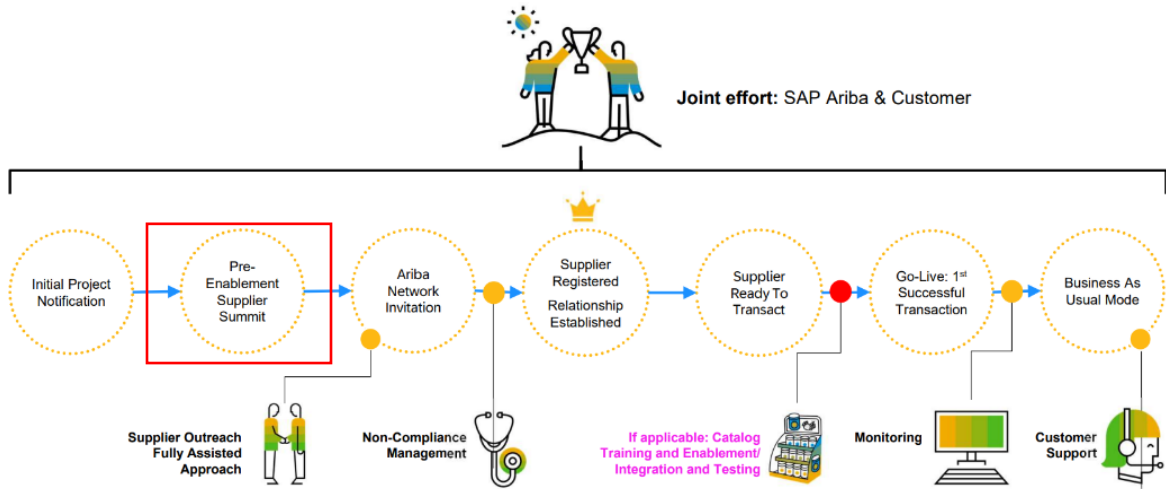 Joint effort: SAP Ariba & Customer
Initial Project
Notification
Pre-
Enablement
Supplier
Summit
Ariba
Network
Invitation
Supplier
Registered
Relationship
Established
Supplier
Ready To
Transact
Go-Live: 1st
Successful
Transaction
Business As
Usual Mode
Supplier Outreach
Fully Assisted
Approach
Non-Compliance
Management
If applicable: Catalog
Training and Enablement/
Integration and Testing
Monitoring
Customer
Support